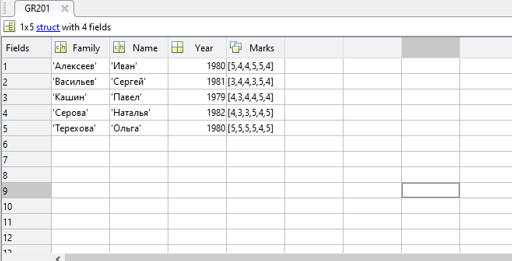 GR201
1x5 struct with 4 fields
Fields Family Name Year Marks
1 'Алексеев' 'Иван' 1980 [5,4,4,5,5,4]
2 'Васильев' 'Сергей' 1981 [3,4,4,3,5,4]
3 'Кашин' 'Павел' 1979 [4,3,4,4,5,4]
4 'Серова' 'Наталья' 1982 [4,3,3,5,4,5]
5 'Терехова' 'Ольга' 1980 [5,5,5,5,4,5]
6
7
8
9
10
11
12